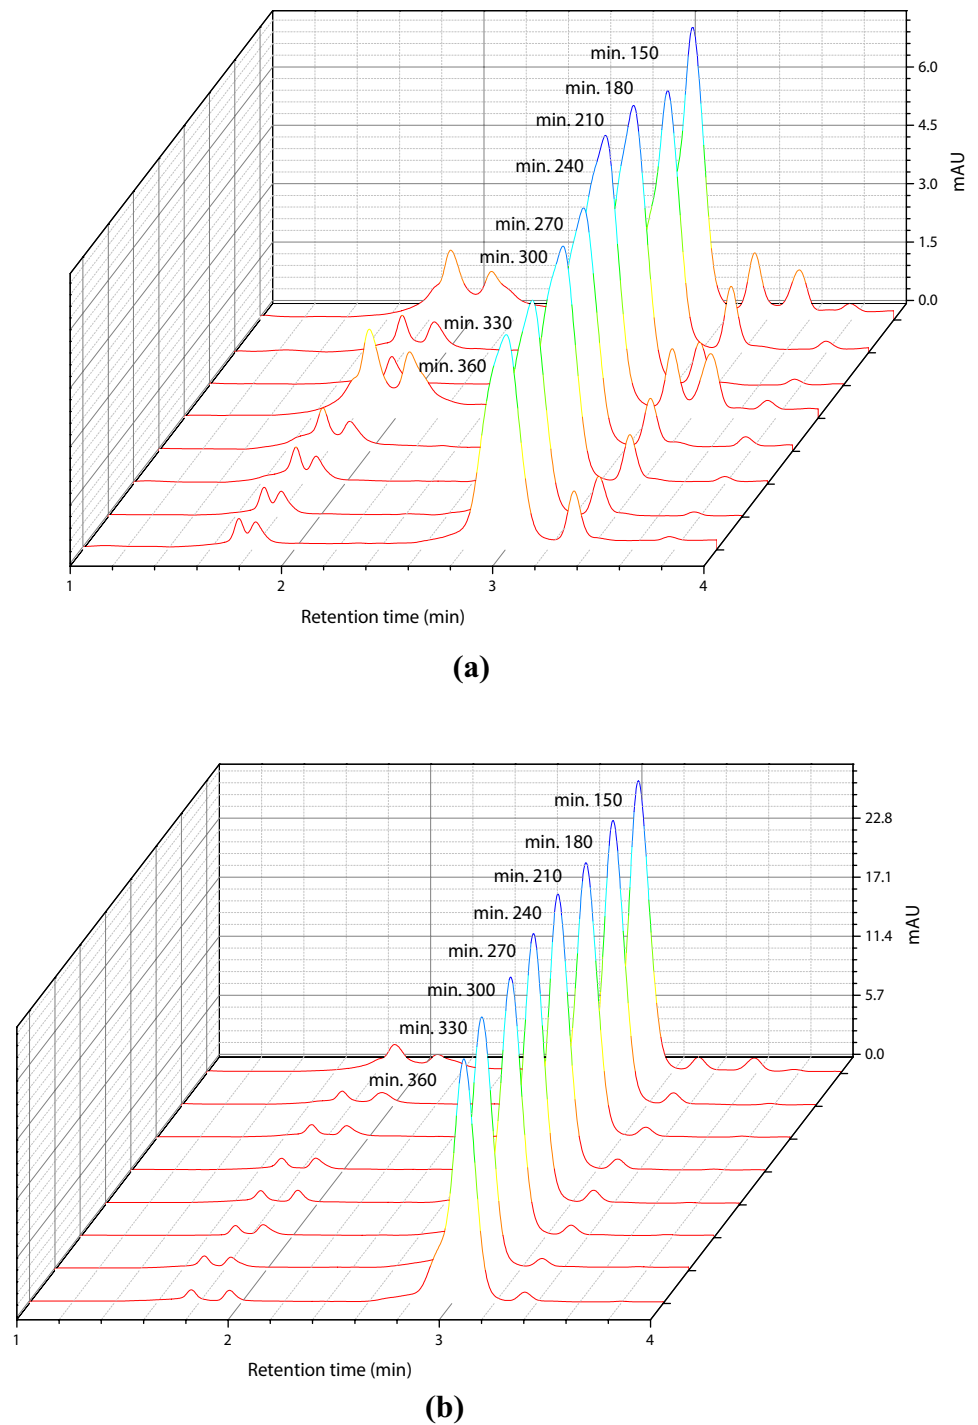 min. 150
6.0
min. 180
min. 210
4.5
mAU
min. 240
3.0
min. 270
1.5
min. 300
0.0
min. 330
min. 360
1 2 3 4
Retention time (min)
(a)
min. 150
22.8
min. 180
min. 210
17.1
min. 240
11.4
mAU
min. 270
min. 300
5.7
min. 330
0.0
min. 360
1 2 3 4
Retention time (min)
(b)